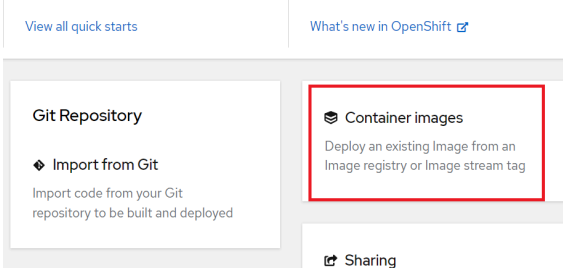 View all quick starts
What's new in OpenShift
Git Repository
Import from Git
Import code from your Git
repository to be built and deployed
Container images
Deploy an existing Image from an
Image registry or Image stream tag
Sharing